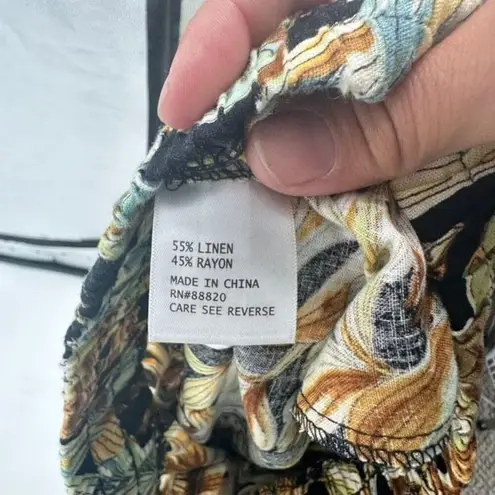 55% LINEN
45% RAYON
MADE IN CHINA
RN#88820
CARE SEE REVERSE